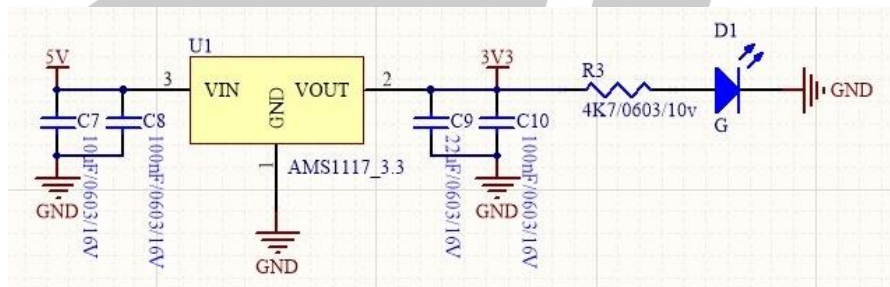 5V
U1
3
VIN
VOUT
GND
2
1
AMS1117_3.3
GND
C7
10uF/0603/16V
C8
100nF/0603/16V
GND
3V3
C9
22uF/0603/16V
C10
100nF/0603/16V
GND
R3
4K7/0603/10v
D1
G
GND